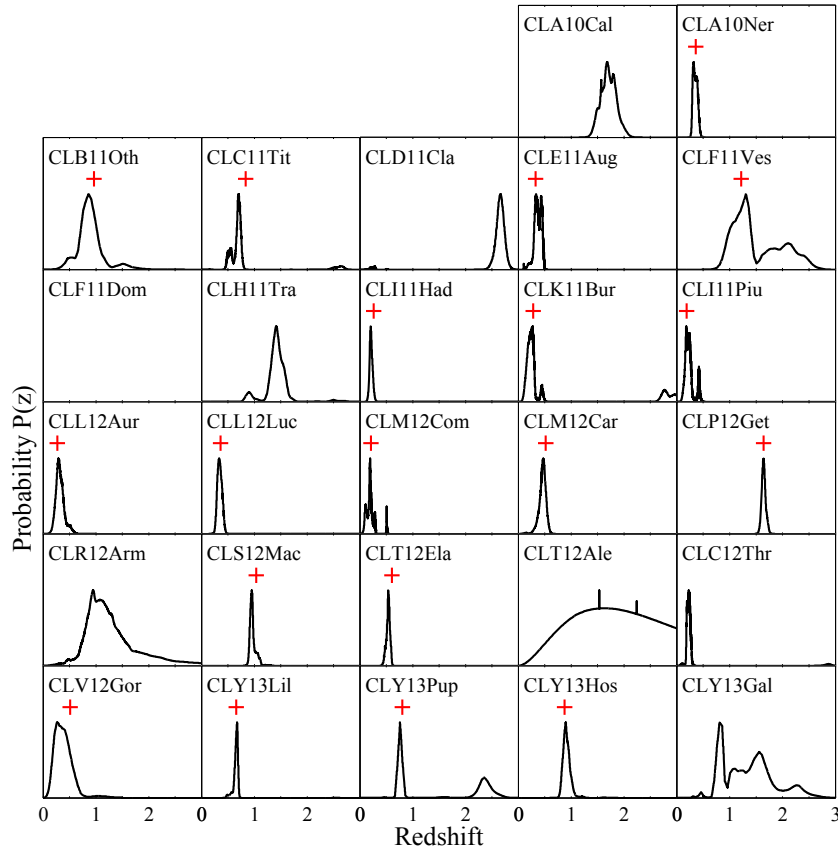 CLA10Cal CLA10Ner
CLB11Oth CLC11Tit CLD11Cla CLE11Aug CLF11Ves
CLF11Dom CLH11Tra CLI11Had CLK11Bur CLI11Piu
CLL12Aur CLL12Luc CLM12Com CLM12Car CLP12Get
CLR12Arm CLS12Mac CLT12Ela CLT12Ale CLC12Thr
CLV12Gor CLY13Lil CLY13Pup CLY13Hos CLY13Gal
Probability P(z)
0 1 2 0 1 2 0 1 2 0 1 2 0 1 2 3
Redshift